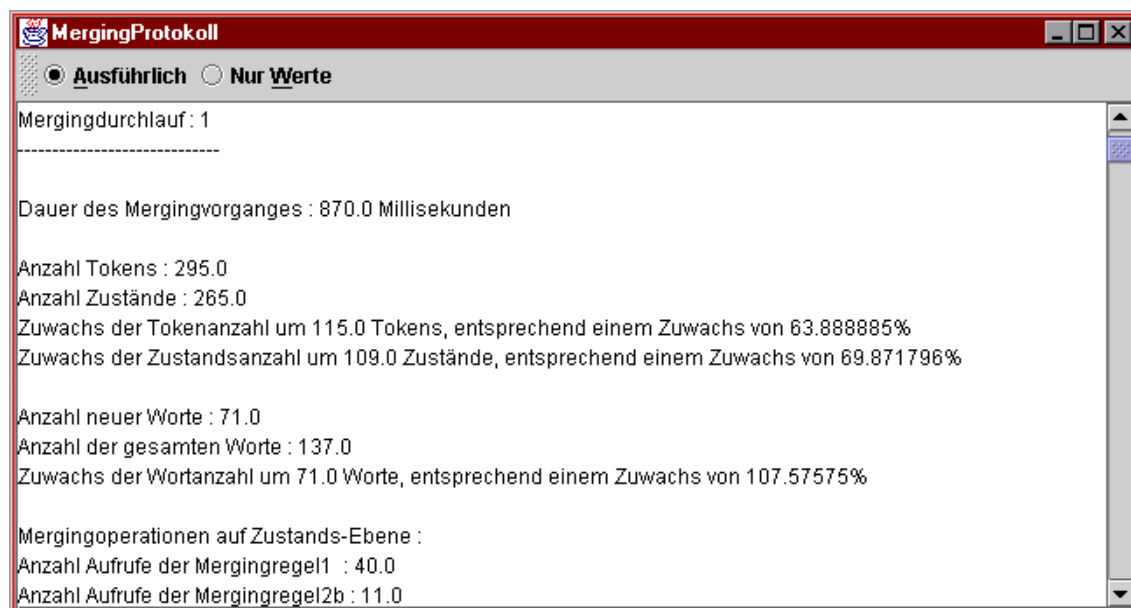 MergingProtokoll
Ausführlich Nur Werte
Mergingdurchlauf : 1
-----------------------------
Dauer des Mergingvorganges : 870.0 Millisekunden
Anzahl Tokens : 295.0
Anzahl Zustände : 265.0
Zuwachs der Tokenanzahl um 115.0 Tokens, entsprechend einem Zuwachs von 63.888885%
Zuwachs der Zustandsanzahl um 109.0 Zustände, entsprechend einem Zuwachs von 69.871796%
Anzahl neuer Worte : 71.0
Anzahl der gesamten Worte : 137.0
Zuwachs der Wortanzahl um 71.0 Worte, entsprechend einem Zuwachs von 107.57575%
Mergingoperationen auf Zustands-Ebene :
Anzahl Aufrufe der Mergingregel1  : 40.0
Anzahl Aufrufe der Mergingregel2b : 11.0